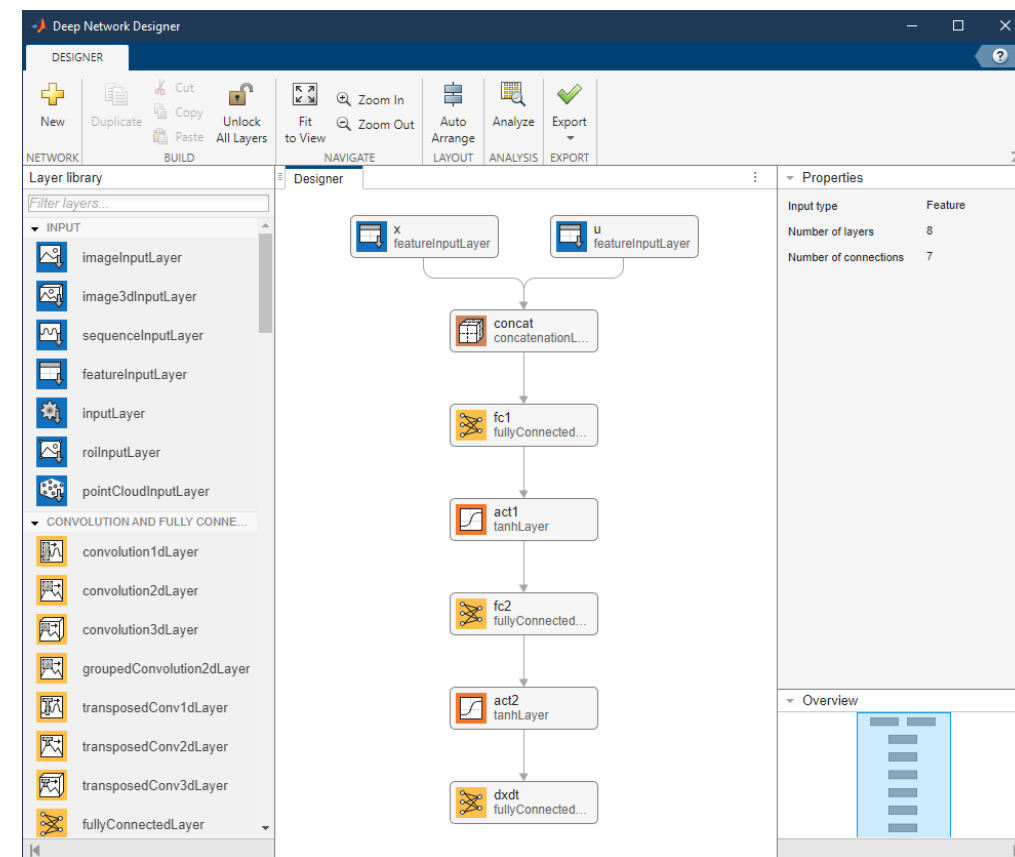 Deep Network Designer
DESIGNER
?
New
Duplicate
Cut
Copy
Paste
Unlock
All Layers
Fit
to View
Zoom In
Zoom Out
Auto
Arrange
Analyze
Export
NETWORK
BUILD
NAVIGATE
LAYOUT
ANALYSIS
EXPORT
Layer library
Filter layers...
INPUT
imageInputLayer
image3dInputLayer
sequenceInputLayer
featureInputLayer
inputLayer
roiInputLayer
pointCloudInputLayer
CONVOLUTION AND FULLY CONNE...
convolution1dLayer
convolution2dLayer
convolution3dLayer
groupedConvolution2dLayer
transposedConv1dLayer
transposedConv2dLayer
transposedConv3dLayer
fullyConnectedLayer
Designer
x
featureInputLayer
u
featureInputLayer
concat
concatenationL...
fc1
fullyConnected...
act1
tanhLayer
fc2
fullyConnected...
act2
tanhLayer
dxdt
fullyConnected...
Properties
Input type Feature
Number of layers 8
Number of connections 7
Overview